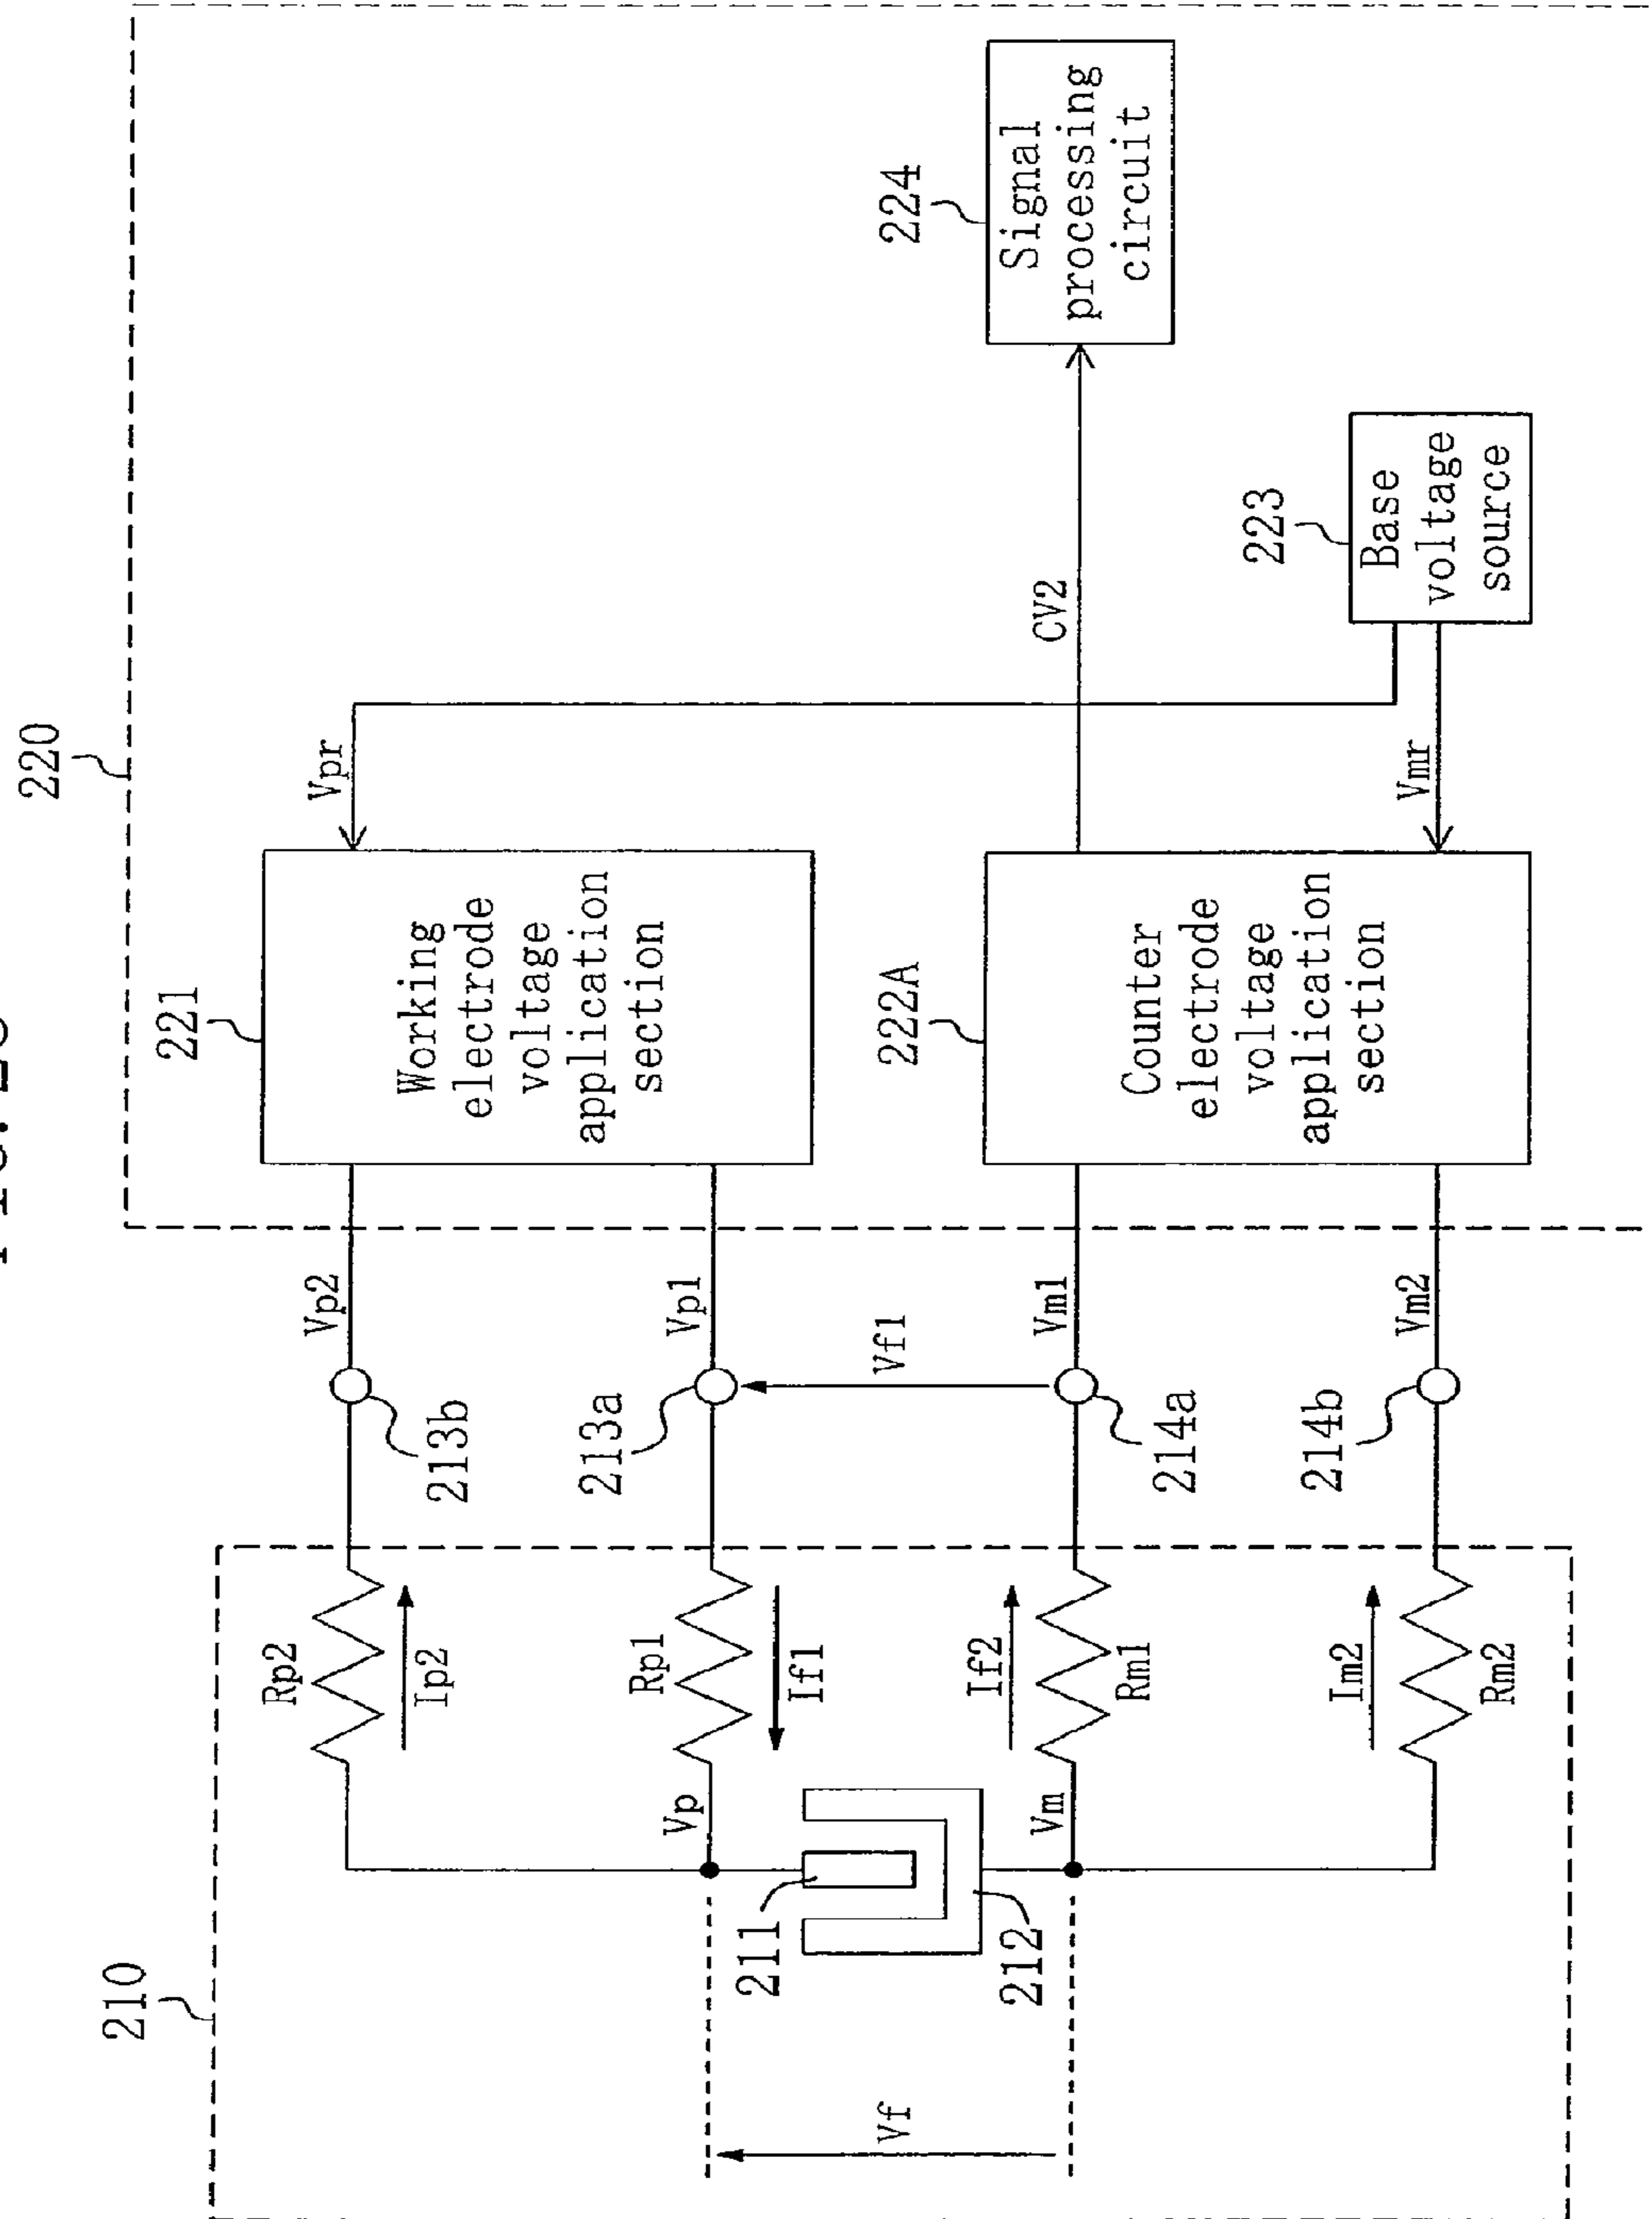 210
220
Rp2
Ip2
213b
Vp2
221
Working
electrode
voltage
application
section
Vpr
Vp
Rp1
If1
213a
Vp1
Vf
211
212
Vf1
Vm
If2
Rm1
214a
Vm1
222A
Counter
electrode
voltage
application
section
CV2
224
Signal
processing
circuit
Im2
Rm2
214b
Vm2
Vmr
223
Base
voltage
source